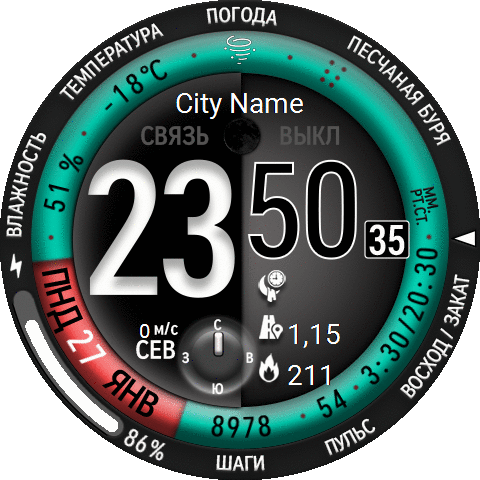 ПОГОДА
ТЕМПЕРАТУРА
ПЕСЧАНАЯ БУРЯ
-18°C
City Name
СВЯЗЬ
ВЫКЛ
ВЛАЖНОСТЬ
51 %
ММ.
РТ.СТ.
23
50
35
ПНД 27 ЯНВ
0 м/с
СЕВ
С
З
В
Ю
1,15
211
3:30/20:30
ВОСХОД / ЗАКАТ
54
ПУЛЬС
8978
ШАГИ
86%